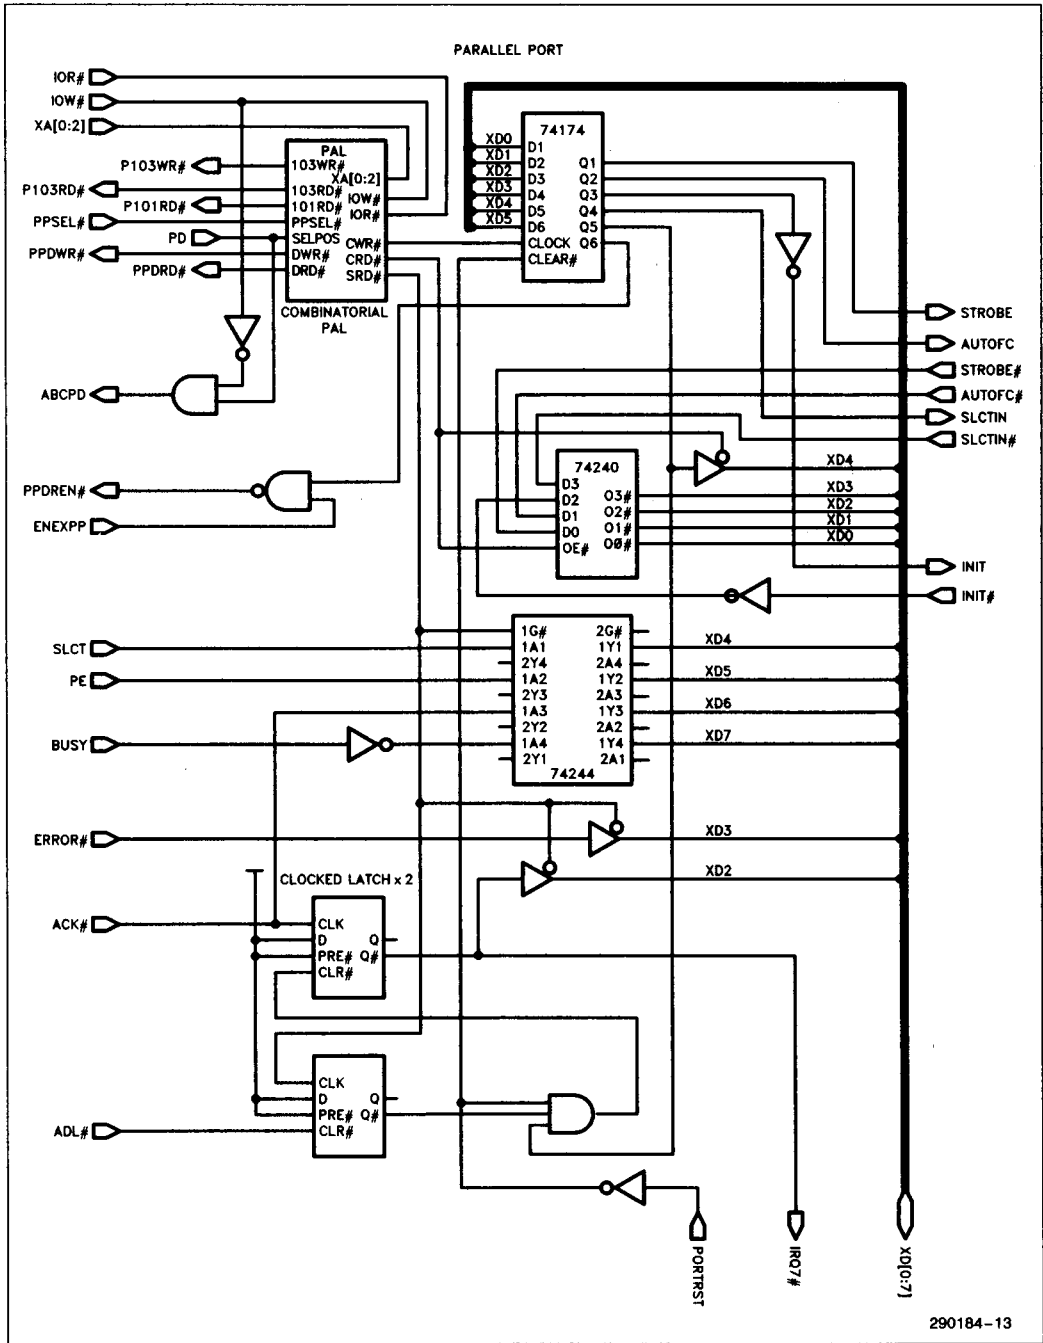 PARALLEL PORT
IOR#
IOW#
XA[0:2]
P103WR#
P103RD#
P101RD#
PPSEL#
PD
PPDWR#
PPDRD#
PAL
103WR#
XA[0:2]
103RD#
IOW#
101RD#
IOR#
PPSEL#
SELPOS
CWR#
DWR#
CRD#
DRD#
SRD#
COMBINATORIAL
PAL
74174
XD0
XD1
XD2
XD3
XD4
XD5
D1
D2
D3
D4
D5
D6
CLOCK
CLEAR#
Q1
Q2
Q3
Q4
Q5
Q6
STROBE
AUTOFC
STROBE#
AUTOFC#
SLCTIN
SLCTIN#
ABCPD
PPDREN#
ENEXPP
74240
D3
D2
D1
D0
OE#
O3#
O2#
O1#
OØ#
XD4
XD3
XD2
XD1
XD0
INIT
INIT#
SLCT
PE
BUSY
1G#
1A1
2Y4
1A2
2Y3
1A3
2Y2
1A4
2Y1
2G#
1Y1
2A4
1Y2
2A3
1Y3
2A2
1Y4
2A1
74244
XD4
XD5
XD6
XD7
ERROR#
XD3
XD2
CLOCKED LATCH x 2
ACK#
CLK
D
PRE#
CLR#
Q
Q#
CLK
D
PRE#
CLR#
Q
Q#
ADL#
PORTRST
IRQ7#
XD[0:7]
290184-13